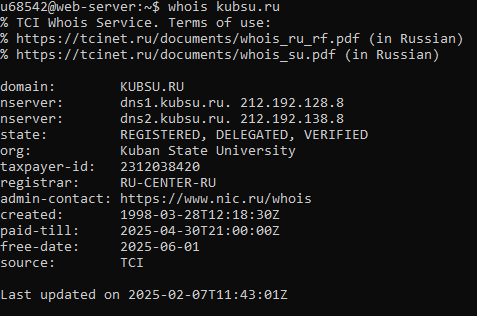 u68542@web-server:~$ whois kubsu.ru
% TCI Whois Service. Terms of use:
% https://tcinet.ru/documents/whois_ru_rf.pdf (in Russian)
% https://tcinet.ru/documents/whois_su.pdf (in Russian)

domain:        KUBSU.RU
nserver:       dns1.kubsu.ru. 212.192.128.8
nserver:       dns2.kubsu.ru. 212.192.138.8
state:         REGISTERED, DELEGATED, VERIFIED
org:           Kuban State University
taxpayer-id:   2312038420
registrar:     RU-CENTER-RU
admin-contact: https://www.nic.ru/whois
created:       1998-03-28T12:18:30Z
paid-till:     2025-04-30T21:00:00Z
free-date:     2025-06-01
source:        TCI

Last updated on 2025-02-07T11:43:01Z